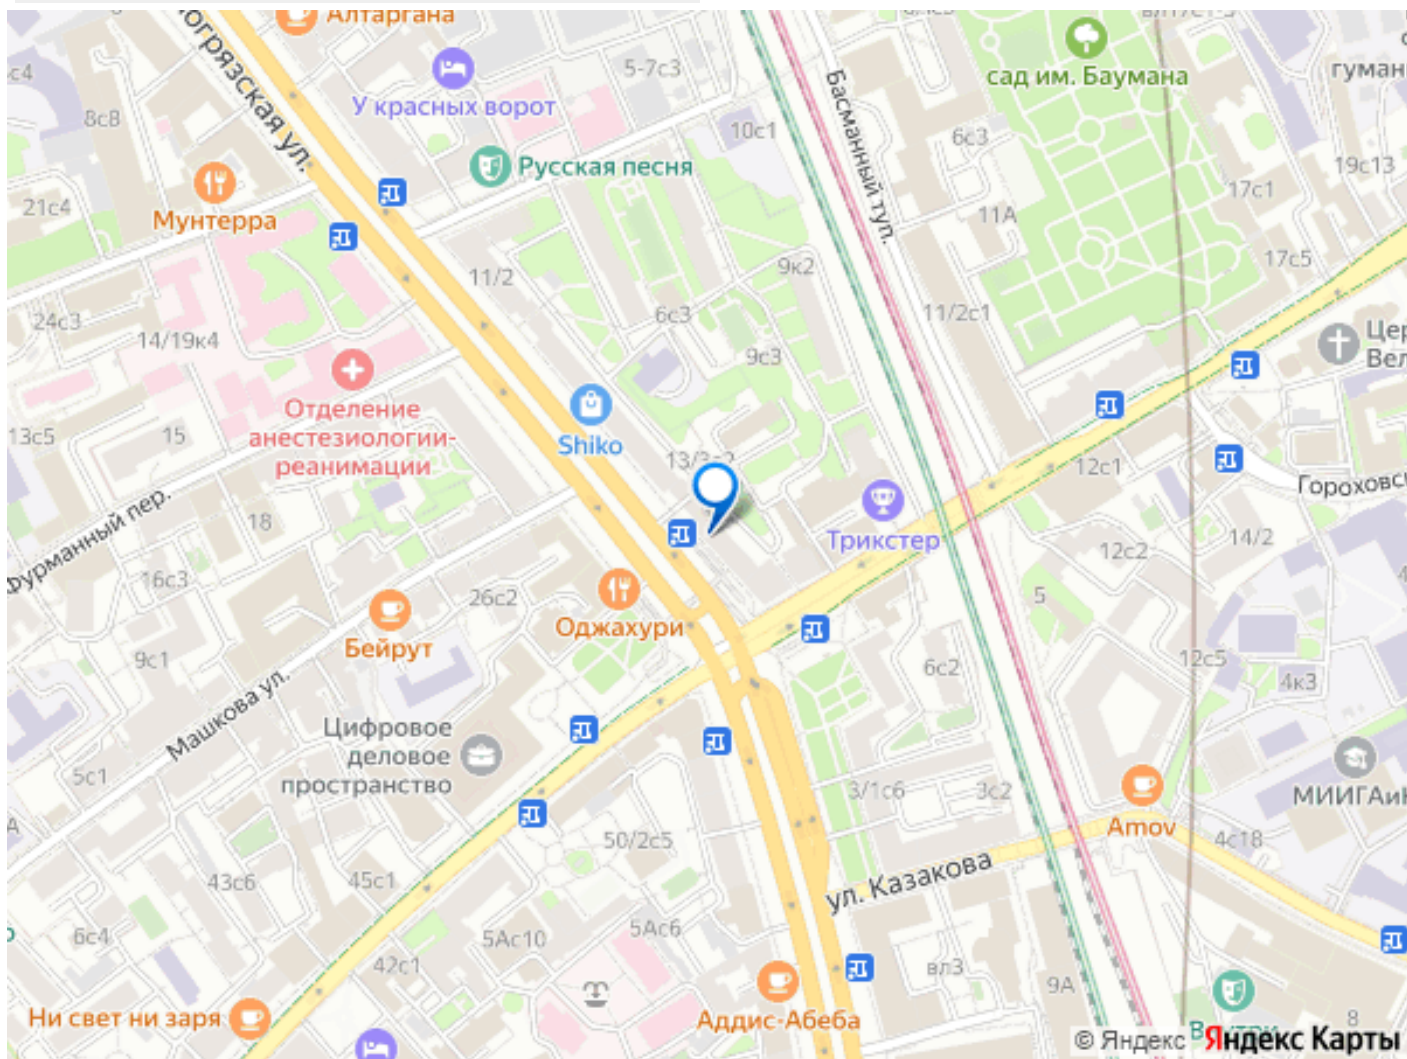 Алтаргана
5-7с3
У красных ворот
сад им. Баумана
8с8
10с1
6с3
Басманный туп.
Русская песня
19с13
17с1
21с4
Мунтерра
11А
17с5
9к2
11/2
6с3
11/2с1
24с3
14/19к4
9с3
Отделение
анестезиологии-
реанимации
Shiko
13с5
15
12с1
Фурманный пер.
18
Трикстер
12с2
14/2
16с3
26с2
5
Оджахури
Бейрут
9с1
6с2
12с5
4к3
Машкова ул.
Цифровое
деловое
пространство
5с1
3/1с6
3с2
Amov
4с18
50/2с5
43с6
45с1
ул. Казакова
6с4
5Ас10
5Ас6
42с1
вл3
9А
Ни свет ни заря
Аддис-Абеба
8
© Яндекс
Яндекс Карты